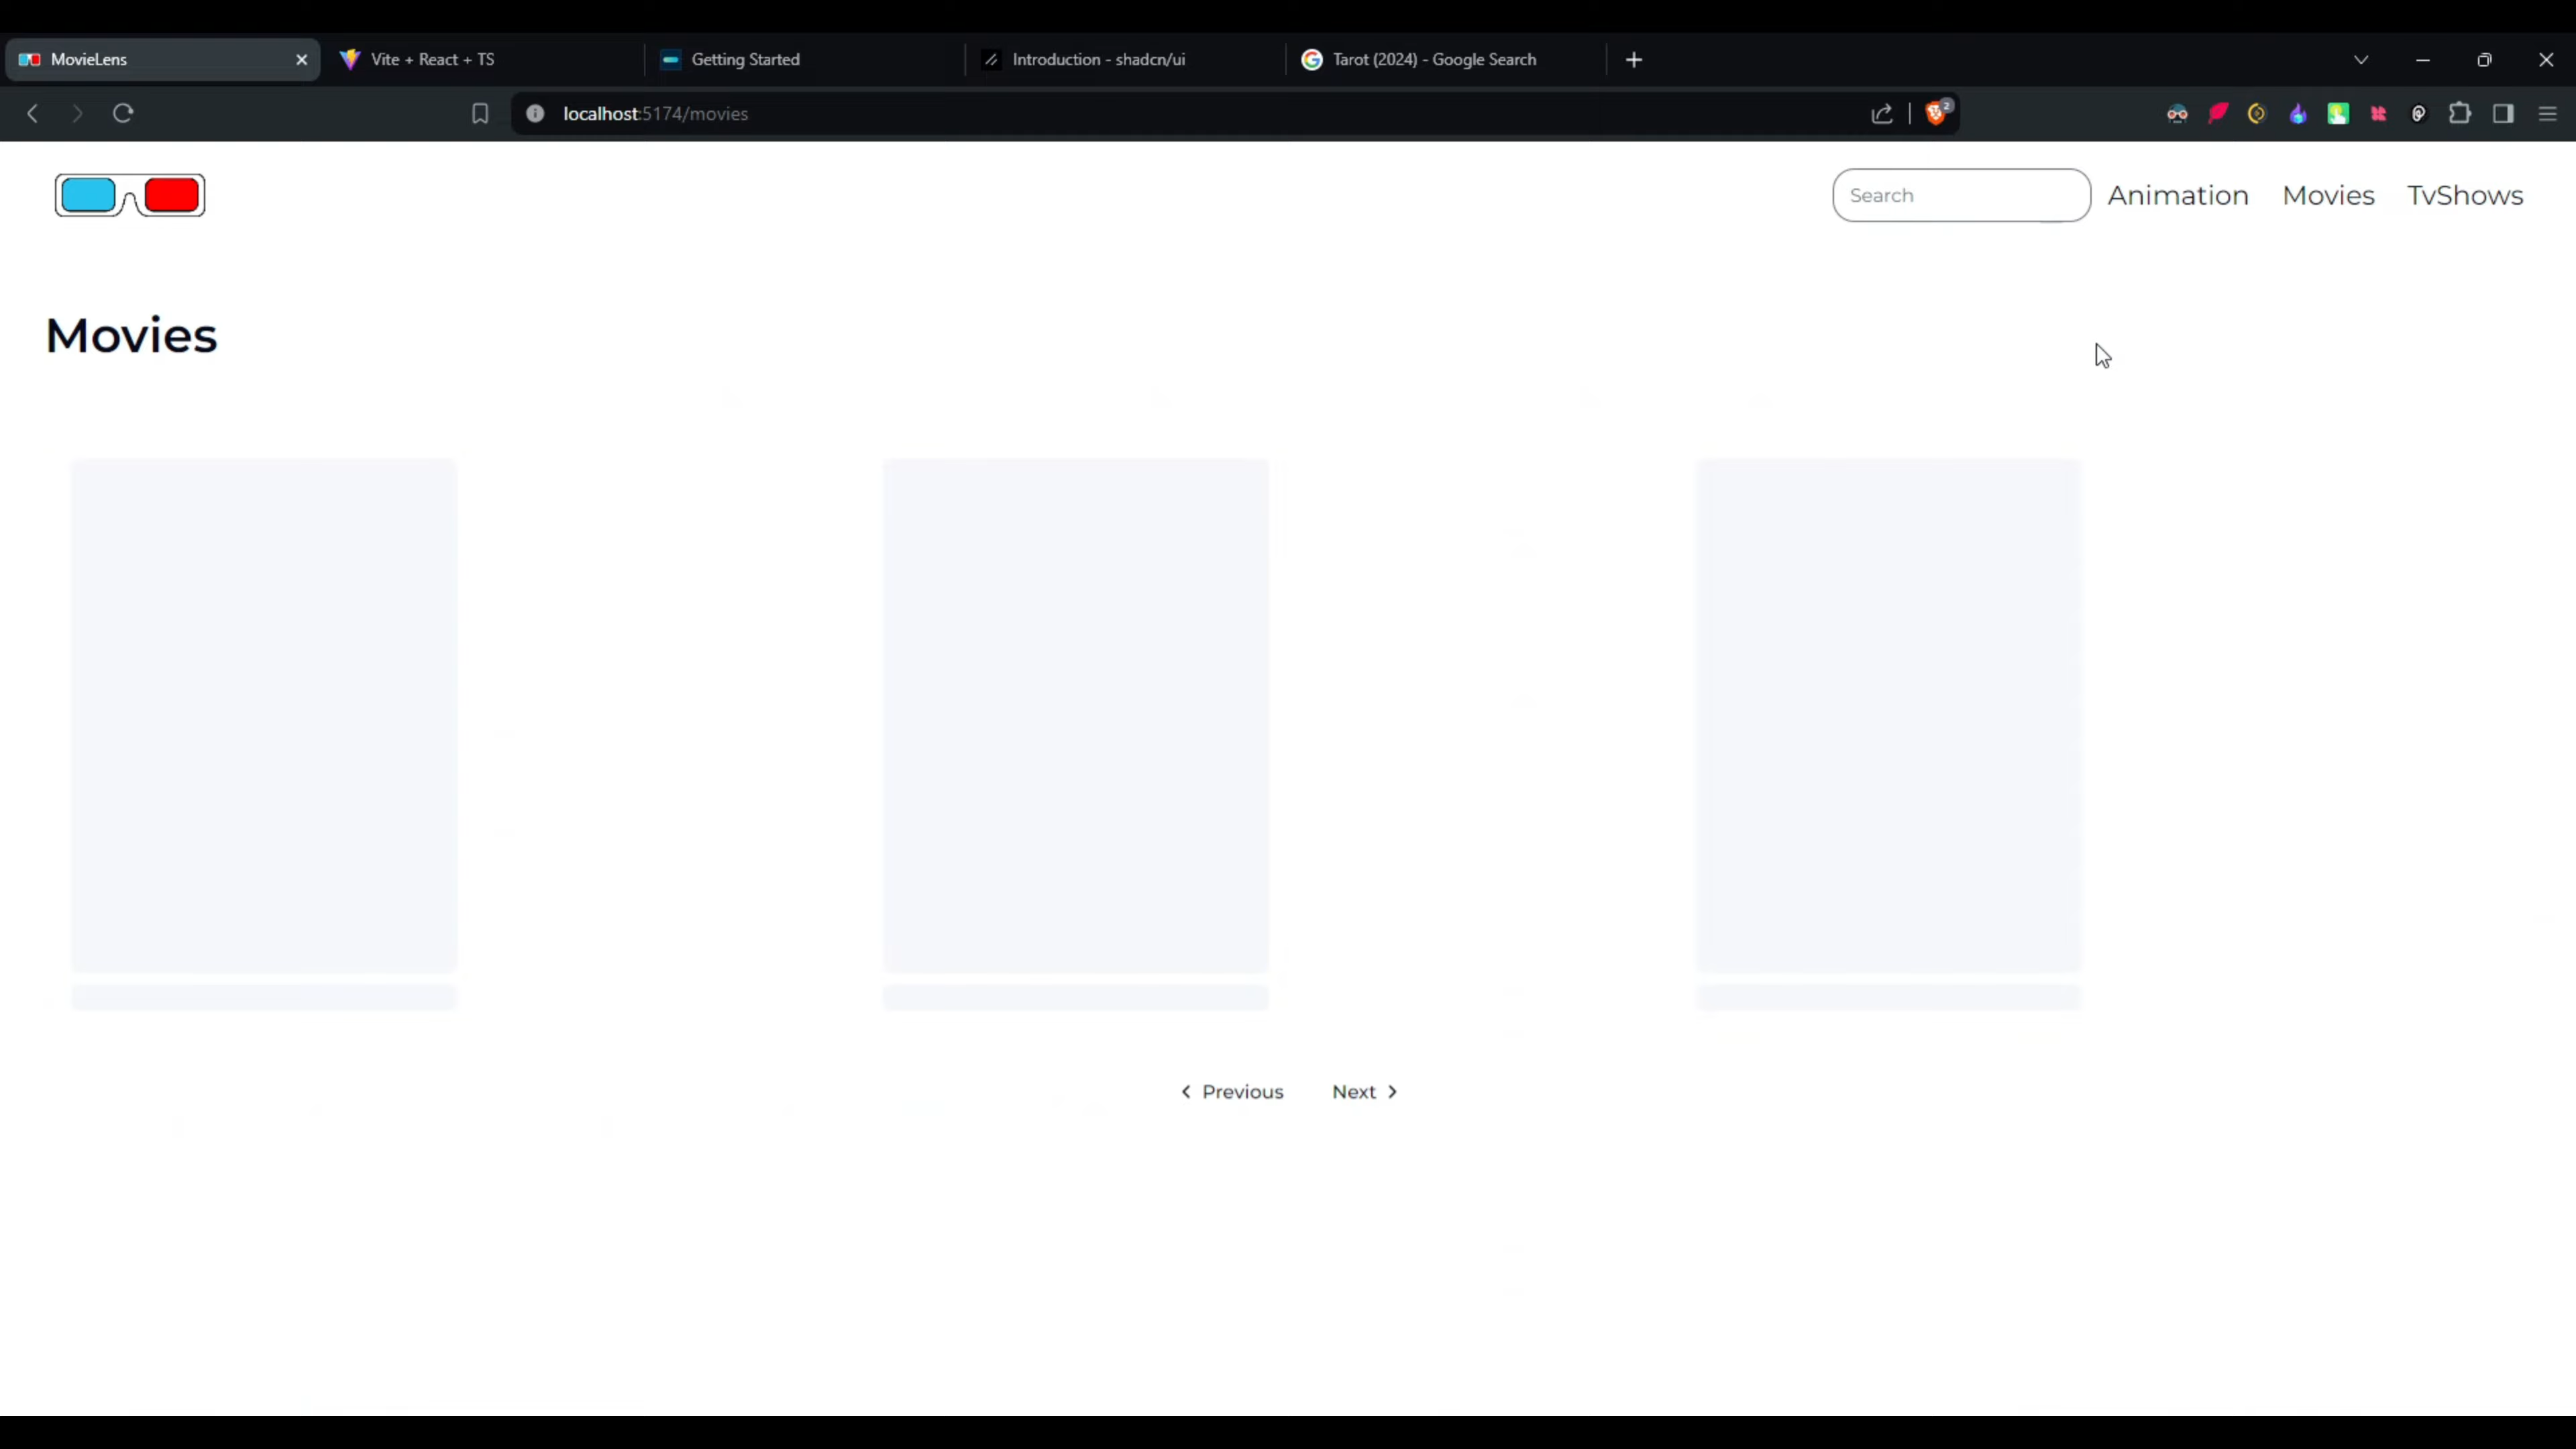 MovieLens
Vite + React + TS
Getting Started
Introduction - shadcn/ui
Tarot (2024) - Google Search
localhost:5174/movies
2
Search
Animation
Movies
TvShows
Movies
Previous
Next